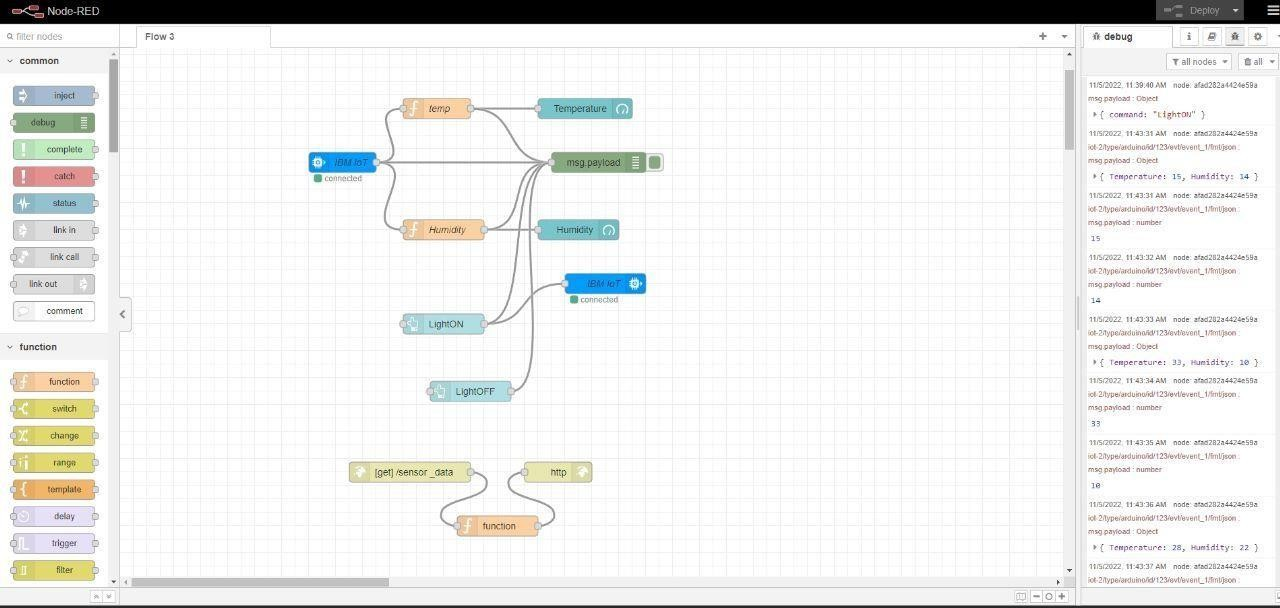 Node-RED
Deploy
filter nodes
common
inject
debug
complete
catch
status
link in
link call
link out
comment
function
function
switch
change
range
template
delay
trigger
filter
Flow 3
temp
Temperature
IBM IoT
connected
msg.payload
Humidity
Humidity
IBM IoT
connected
LightON
LightOFF
[get] /sensor _data
http
function
debug
all nodes
all
11/5/2022, 11:39:40 AM node: afad282a4424e59a
msg.payload : Object
{ command: "LightON" }
11/5/2022, 11:43:31 AM node: afad282a4424e59a
iot-2/type/arduino/id/123/evt/event_1/fmt/json :
msg.payload : Object
{ Temperature: 15, Humidity: 14 }
11/5/2022, 11:43:31 AM node: afad282a4424e59a
iot-2/type/arduino/id/123/evt/event_1/fmt/json :
msg.payload : number
15
11/5/2022, 11:43:32 AM node: afad282a4424e59a
iot-2/type/arduino/id/123/evt/event_1/fmt/json :
msg.payload : number
14
11/5/2022, 11:43:33 AM node: afad282a4424e59a
iot-2/type/arduino/id/123/evt/event_1/fmt/json :
msg.payload : Object
{ Temperature: 33, Humidity: 10 }
11/5/2022, 11:43:34 AM node: afad282a4424e59a
iot-2/type/arduino/id/123/evt/event_1/fmt/json :
msg.payload : number
33
11/5/2022, 11:43:35 AM node: afad282a4424e59a
iot-2/type/arduino/id/123/evt/event_1/fmt/json :
msg.payload : number
10
11/5/2022, 11:43:36 AM node: afad282a4424e59a
iot-2/type/arduino/id/123/evt/event_1/fmt/json :
msg.payload : Object
{ Temperature: 28, Humidity: 22 }
11/5/2022, 11:43:37 AM node: afad282a4424e59a
iot-2/type/arduino/id/123/evt/event_1/fmt/json :